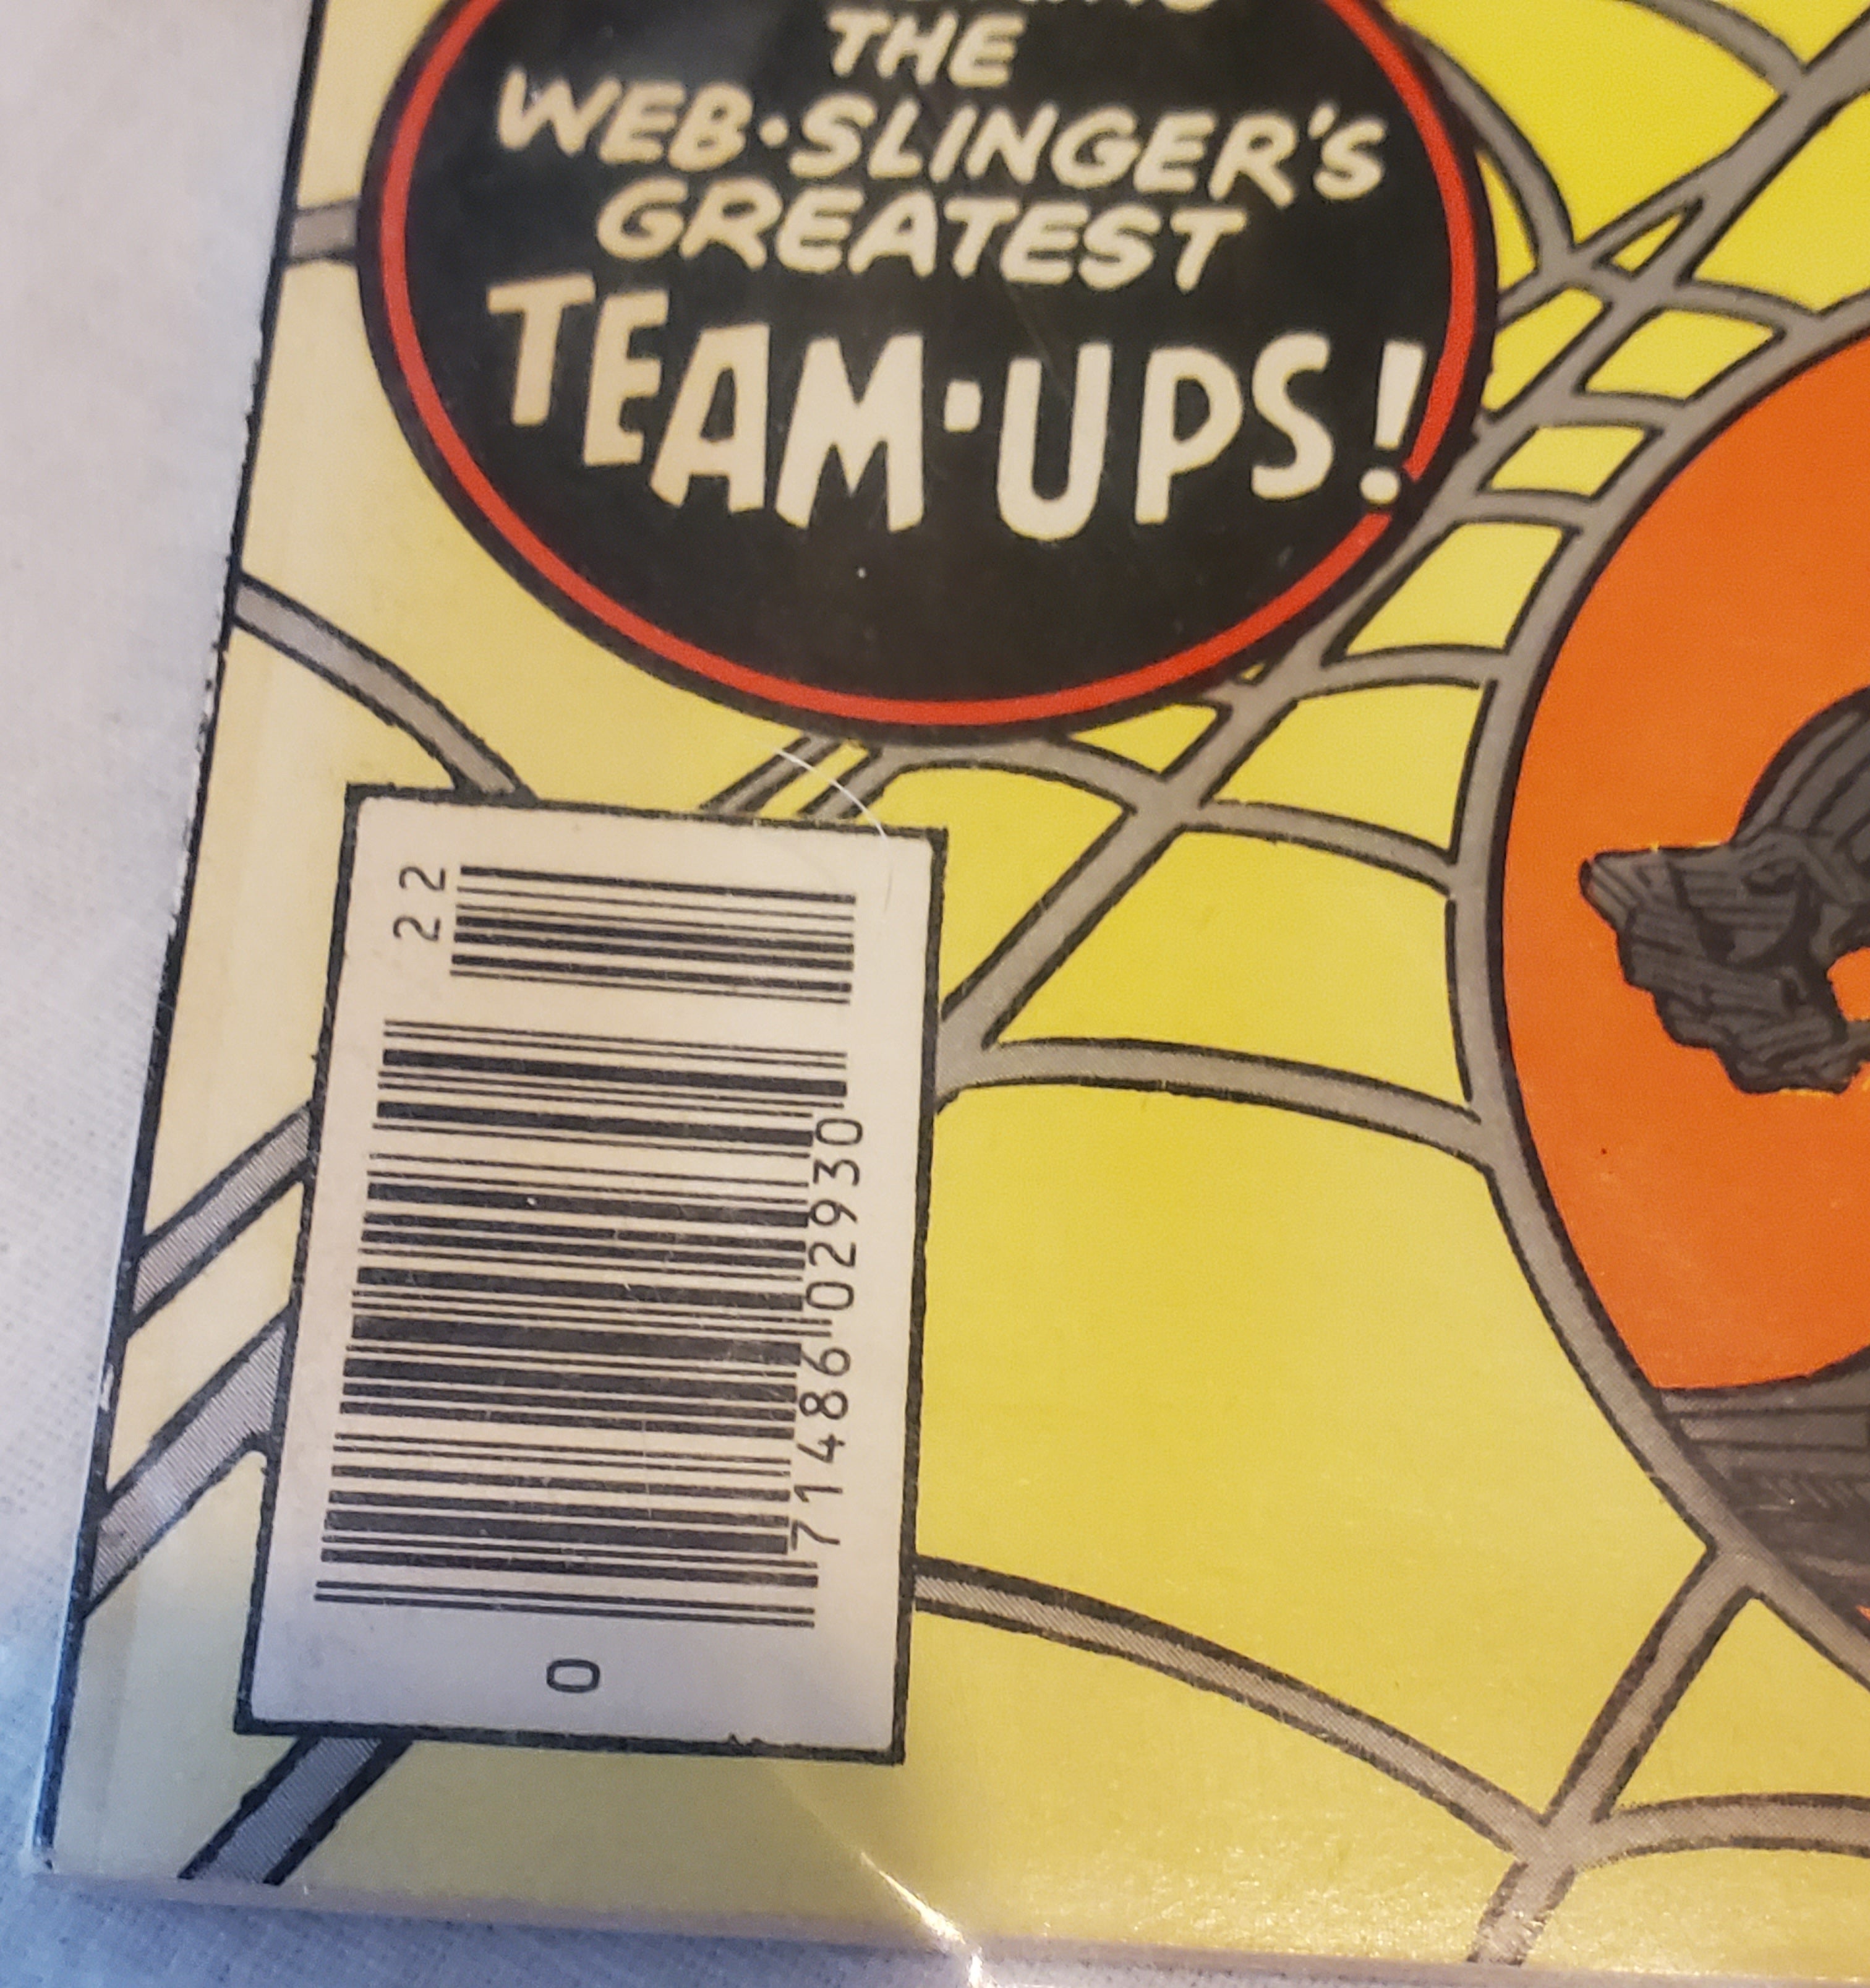 THE
WEB·SLINGER'S
GREATEST
TEAM·UPS!
22
0
71486 02930